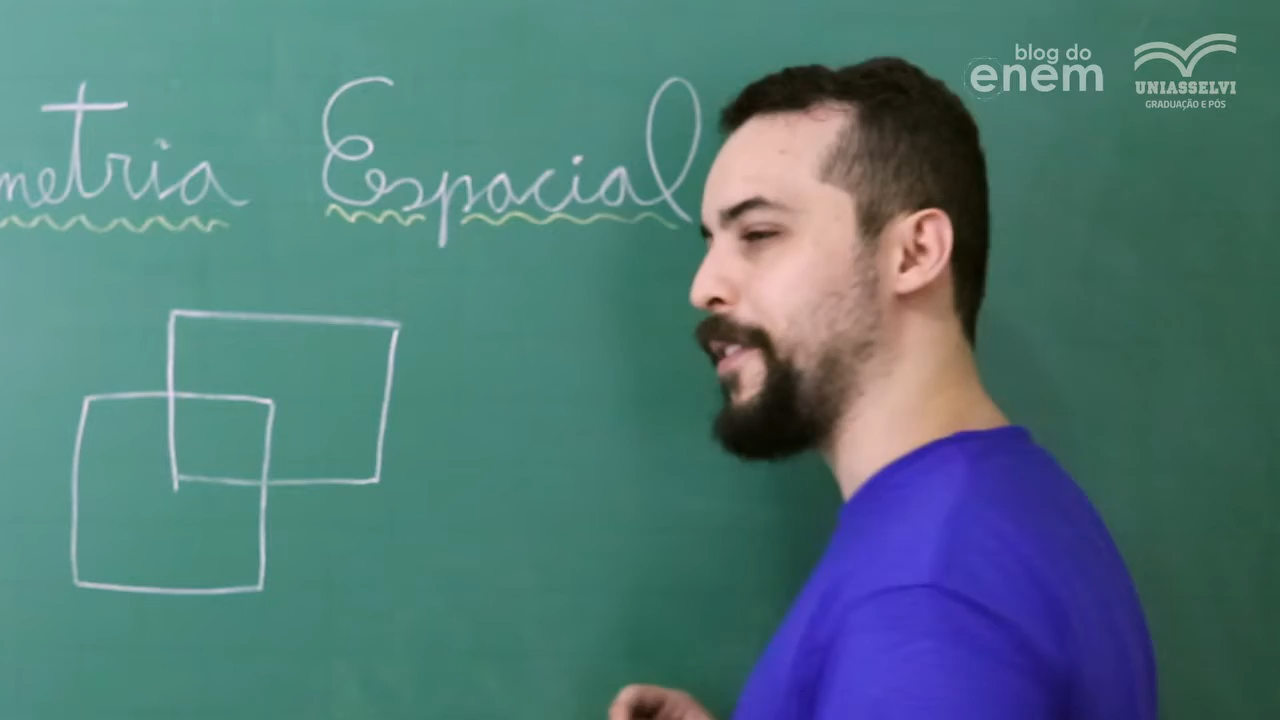 metria Espacial
blog do
enem
UNIASSELVI
GRADUAÇÃO E PÓS